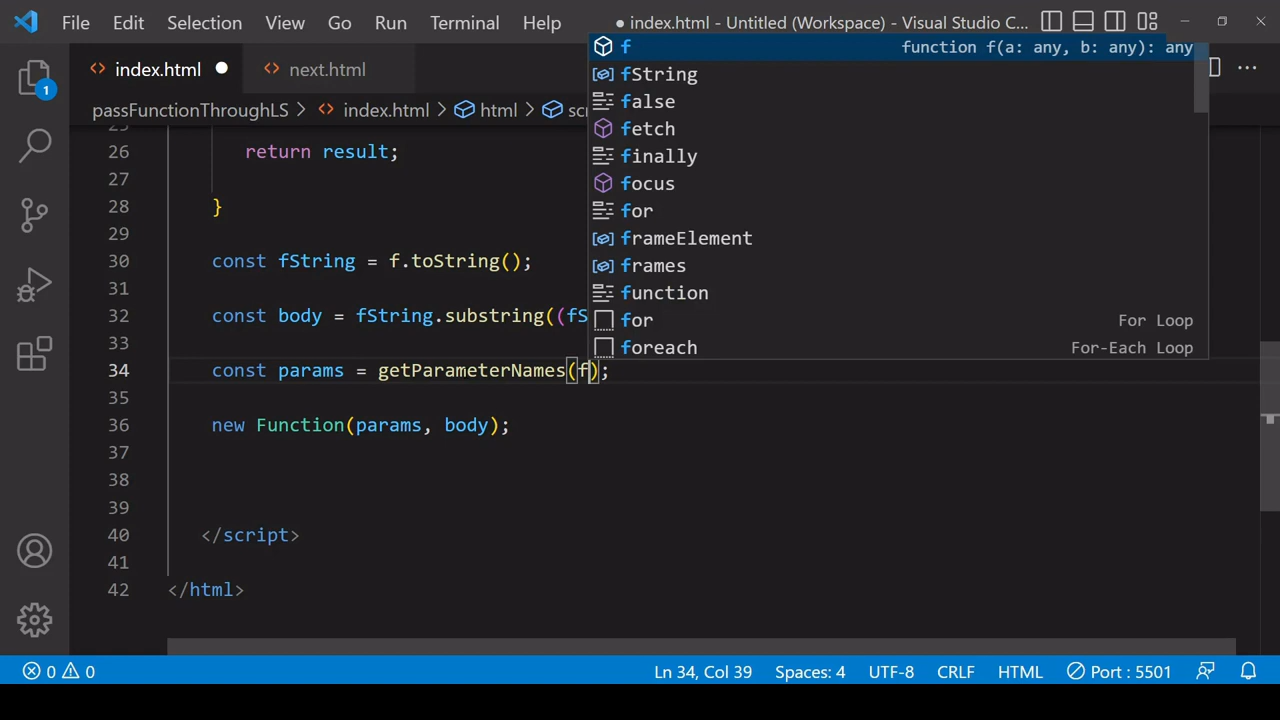 File Edit Selection View Go Run Terminal Help ● index.html - Untitled (Workspace) - Visual Studio C...
index.html next.html
passFunctionThroughLS > index.html > html > scr
1
26 return result;
27
28 }
29
30 const fString = f.toString();
31
32 const body = fString.substring((fS
33
34 const params = getParameterNames(f);
35
36 new Function(params, body);
37
38
39
40 </script>
41
42 </html>
f function f(a: any, b: any): any
fString
false
fetch
finally
focus
for
frameElement
frames
function
for For Loop
foreach For-Each Loop
0 0 Ln 34, Col 39 Spaces: 4 UTF-8 CRLF HTML Port : 5501